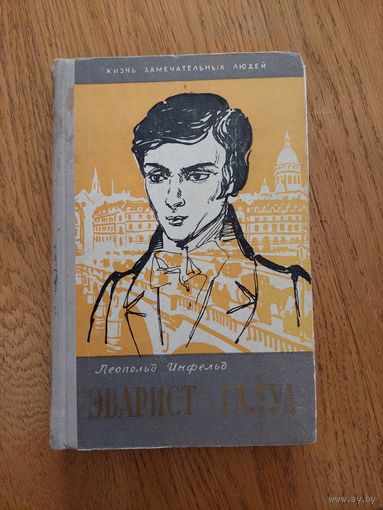 ЖИЗНЬ ЗАМЕЧАТЕЛЬНЫХ ЛЮДЕЙ
Леопольд Инфельд
ЭВАРИСТ ГАЛУА
www.ay.by